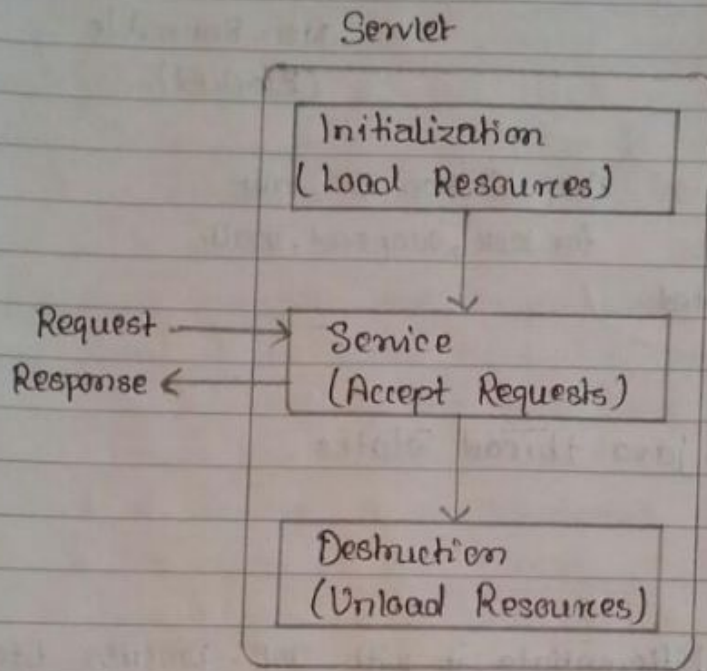 Servlet
Initialization
(Load Resources)
Request
Response
Service
(Accept Requests)
Destruction
(Unload Resources)